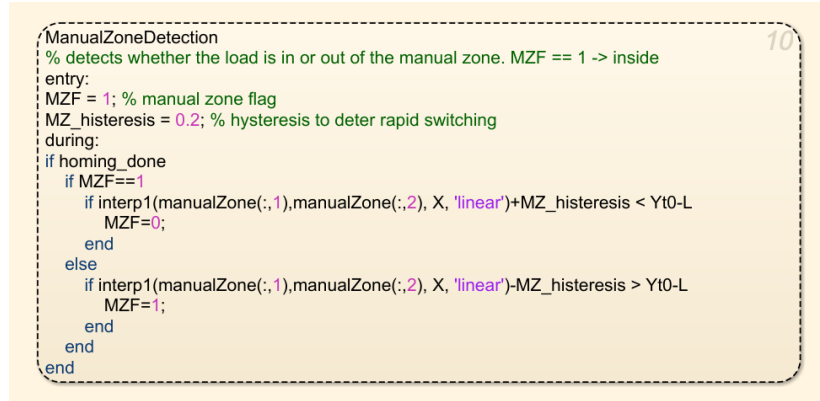 ManualZoneDetection
10
% detects whether the load is in or out of the manual zone. MZF == 1 -> inside
entry:
MZF = 1; % manual zone flag
MZ_histeresis = 0.2; % hysteresis to deter rapid switching
during:
if homing_done
if MZF==1
if interp1(manualZone(:,1),manualZone(:,2), X, 'linear')+MZ_histeresis < Yt0-L
MZF=0;
end
else
if interp1(manualZone(:,1),manualZone(:,2), X, 'linear')-MZ_histeresis > Yt0-L
MZF=1;
end
end
end